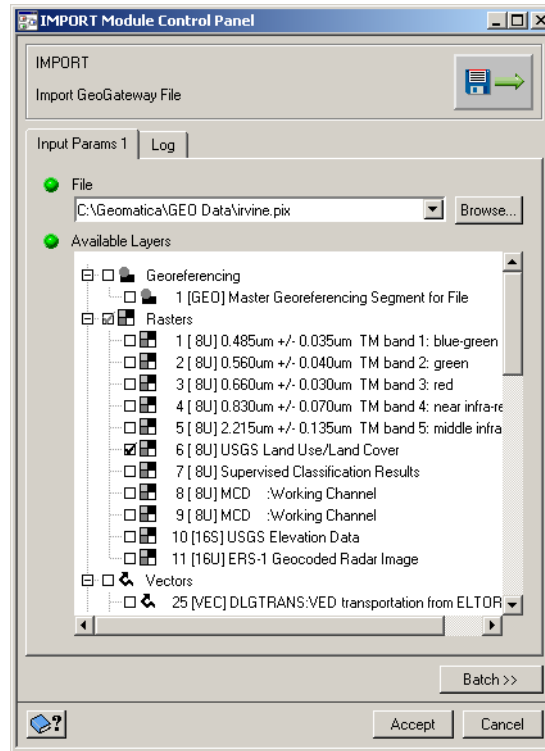 IMPORT Module Control Panel
IMPORT
Import GeoGateway File
Input Params 1 Log
File
C:\Geomatica\GEO Data\irvine.pix Browse...
Available Layers
Georeferencing
1 [GEO] Master Georeferencing Segment for File
Rasters
1 [ 8U] 0.485um +/- 0.035um TM band 1: blue-green
2 [ 8U] 0.560um +/- 0.040um TM band 2: green
3 [ 8U] 0.660um +/- 0.030um TM band 3: red
4 [ 8U] 0.830um +/- 0.070um TM band 4: near infra-re
5 [ 8U] 2.215um +/- 0.135um TM band 5: middle infra
6 [ 8U] USGS Land Use/Land Cover
7 [ 8U] Supervised Classification Results
8 [ 8U] MCD :Working Channel
9 [ 8U] MCD :Working Channel
10 [16S] USGS Elevation Data
11 [16U] ERS-1 Geocoded Radar Image
Vectors
25 [VEC] DLGTRANS:VED transportation from ELTOR
Batch >>
? Accept Cancel